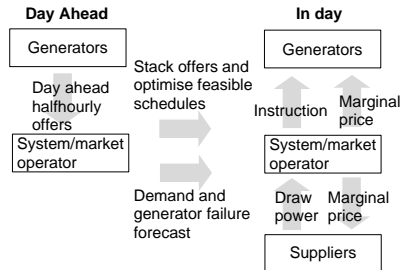 Day Ahead
Generators
Day ahead
halfhourly
offers
System/market
operator
Stack offers and
optimise feasible
schedules
Demand and
generator failure
forecast
In day
Generators
Instruction
Marginal
price
System/market
operator
Draw
power
Marginal
price
Suppliers